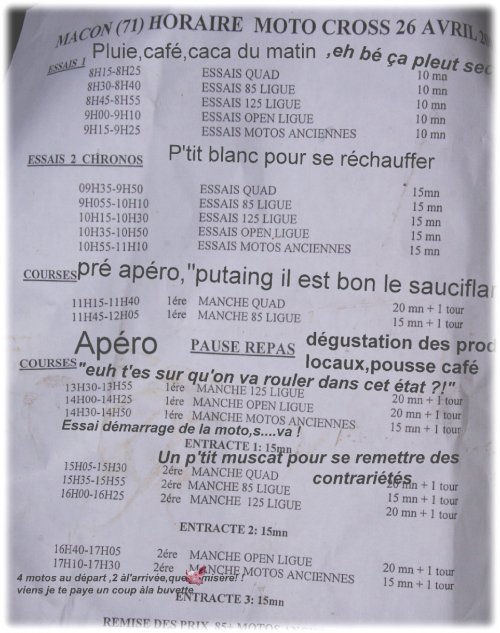 MACON (71) HORAIRE MOTO CROSS 26 AVRIL
Pluie,café,caca du matin ,eh bé ça pleut sec
ESSAIS 1
8H15-8H25 ESSAIS QUAD 10 mn
8H30-8H40 ESSAIS 85 LIGUE 10 mn
8H45-8H55 ESSAIS 125 LIGUE 10 mn
9H00-9H10 ESSAIS OPEN LIGUE 10 mn
9H15-9H25 ESSAIS MOTOS ANCIENNES 10 mn
ESSAIS 2 CHRONOS P'tit blanc pour se réchauffer
09H35-9H50 ESSAIS QUAD 15mn
9H055-10H10 ESSAIS 85 LIGUE 15 mn
10H15-10H30 ESSAIS 125 LIGUE 15 mn
10H35-10H50 ESSAIS OPEN,LIGUE 15 mn
10H55-11H10 ESSAIS MOTOS ANCIENNES 15 mn
COURSES pré apéro,"putaing il est bon le sauciflar
11H15-11H40 1ére MANCHE QUAD 20 mn + 1 tour
11H45-12H05 1ére MANCHE 85 LIGUE 15 mn + 1 tour
Apéro PAUSE REPAS dégustation des prod
locaux,pousse café
COURSES "euh t'es sur qu'on va rouler dans cet état ?!"
13H30-13H55 1ére MANCHE 125 LIGUE 20 mn + 1 tour
14H00-14H25 1ére MANCHE OPEN LIGUE 20 mn + 1 tour
14H30-14H50 1ére MANCHE MOTOS ANCIENNES 15 mn + 1 tour
Essai démarrage de la moto,s....va !
ENTRACTE 1: 15mn
Un p'tit muscat pour se remettre des
contrariétés
15H05-15H30 2ére MANCHE QUAD 20 mn + 1 tour
15H35-15H55 2ére MANCHE 85 LIGUE 15 mn + 1 tour
16H00-16H25 2ére MANCHE 125 LIGUE 20 mn + 1 tour
ENTRACTE 2: 15mn
16H40-17H05 2ére MANCHE OPEN LIGUE 20 mn + 1 tour
17H10-17H30 2ére MANCHE MOTOS ANCIENNES 15 mn + 1 tour
4 motos au départ ,2 àl'arrivée,que misère! !
viens je te paye un coup àla buvette
ENTRACTE 3: 15mn
REMISE DES PRIX